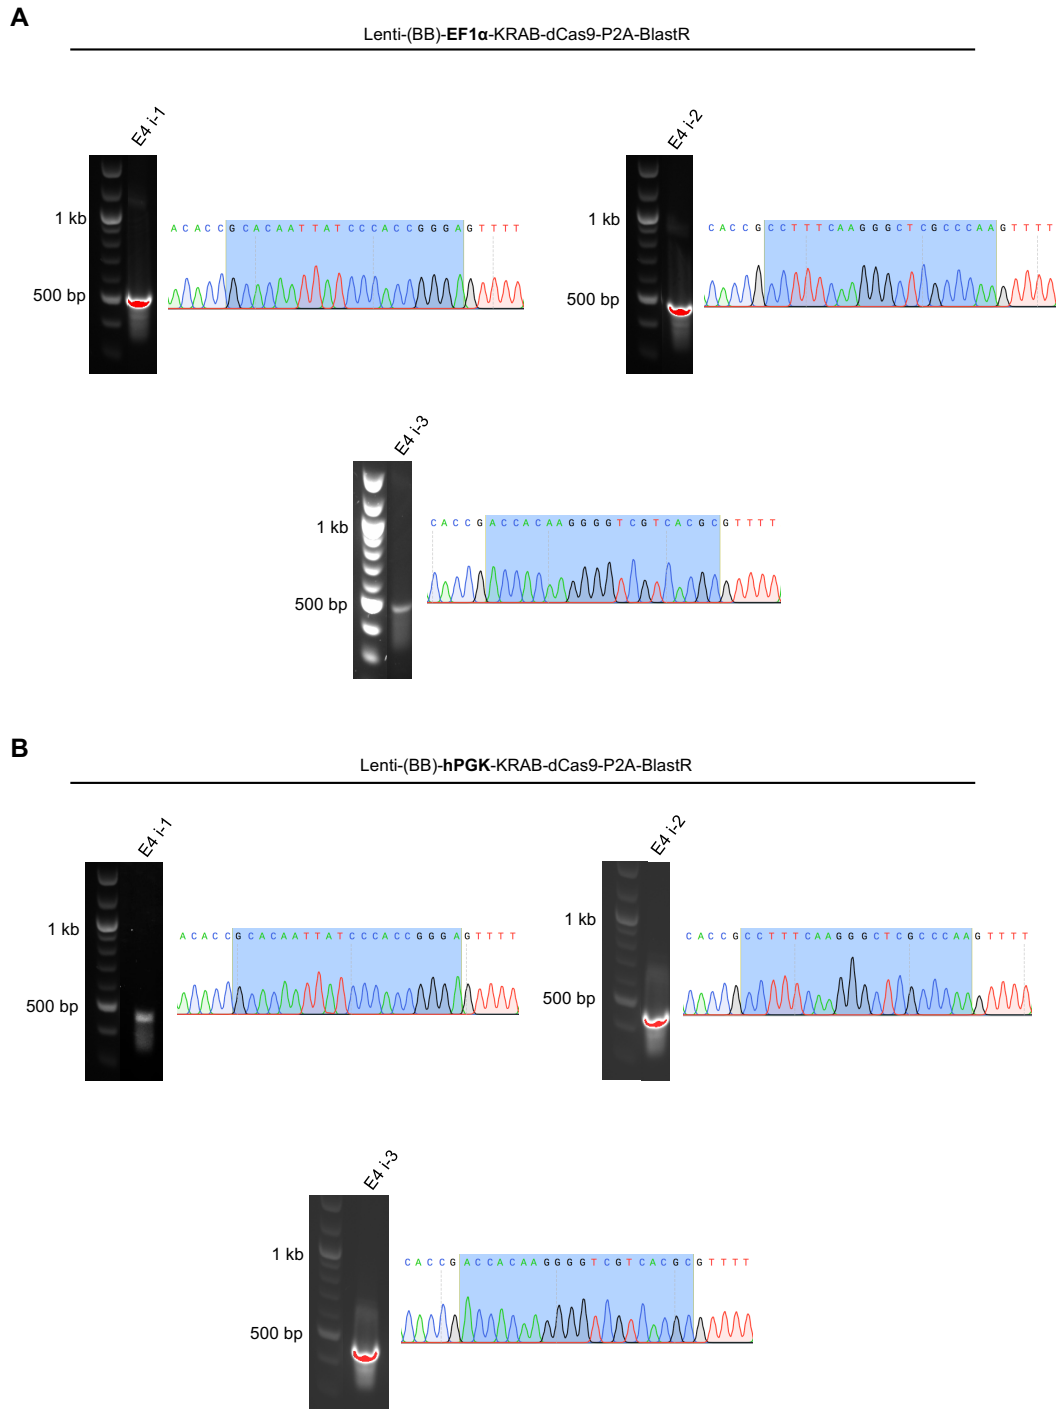 A
Lenti-(BB)-EF1α-KRAB-dCas9-P2A-BlastR
E4 i-1
1 kb
500 bp
ACACCGCACAATTATCCCACCGGGAGTTTT
E4 i-2
1 kb
500 bp
CACCGCCTTTCAAGGGCTCGCCCAAGTTTT
E4 i-3
1 kb
500 bp
CACCGACCACAAGGGGTCGTCACGCGTTTT
B
Lenti-(BB)-hPGK-KRAB-dCas9-P2A-BlastR
E4 i-1
1 kb
500 bp
ACACCGCACAATTATCCCACCGGGAGTTTT
E4 i-2
1 kb
500 bp
CACCGCCTTTCAAGGGCTCGCCCAAGTTTT
E4 i-3
1 kb
500 bp
CACCGACCACAAGGGGTCGTCACGCGTTTT